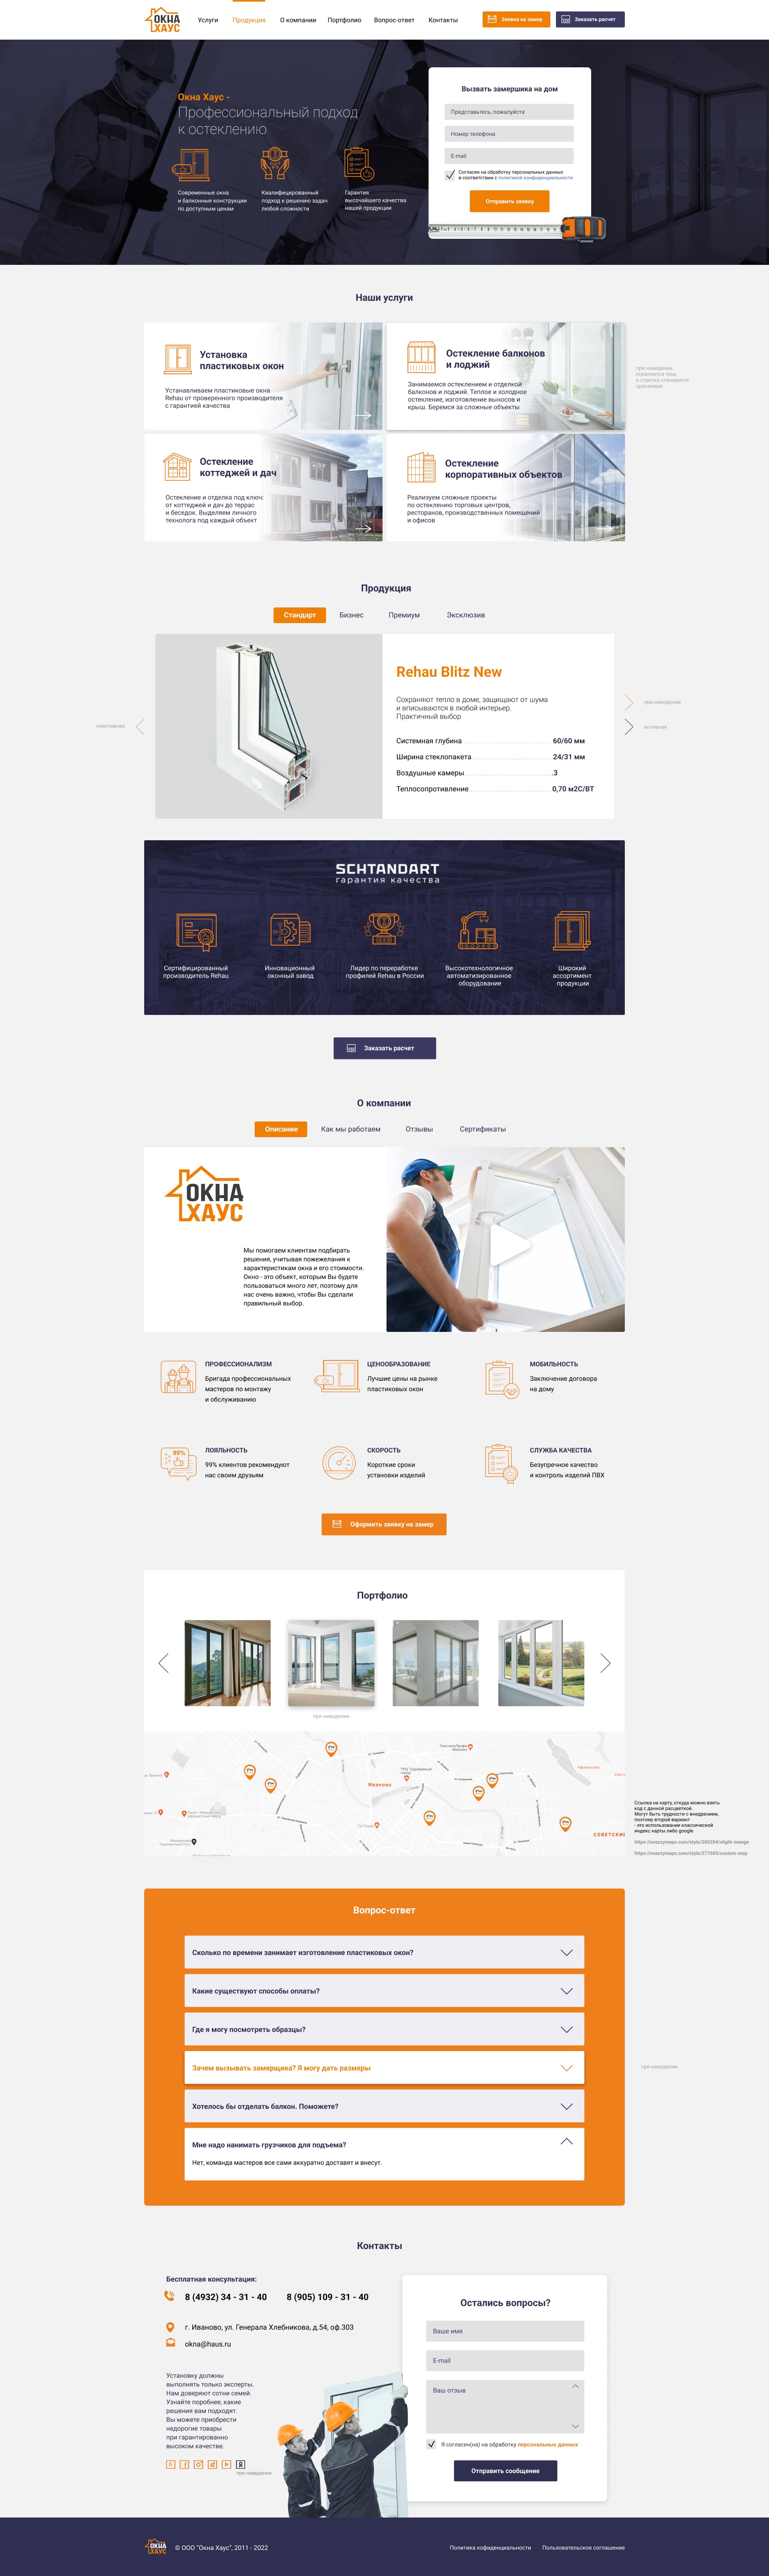 ОКНА
ХАУС
Услуги
Продукция
О компании
Портфолио
Вопрос-ответ
Контакты
Заявка на замер
Заказать расчет
Окна Хаус -
Профессиональный подход
к остеклению
Современные окна
и балконные конструкции
по доступным ценам
Квалифицированный
подход к решению задач
любой сложности
Гарантия
высочайшего качества
нашей продукции
Вызвать замершика на дом
Представьтесь, пожалуйста
Номер телефона
E-mail
Согласен на обработку персональных данных
в соответствии с политикой конфиденциальности
Отправить заявку
Наши услуги
Установка
пластиковых окон
Устанавливаем пластиковые окна
Rehau от проверенного производителя
с гарантией качества
Остекление балконов
и лоджий
Занимаемся остеклением и отделкой
балконов и лоджий. Теплое и холодное
остекление, изготовление выносов и
крыш. Беремся за сложные объекты
при наведение
появляется тень
и стрелка становится
оранжевая
Остекление
коттеджей и дач
Остекление и отделка под ключ:
от коттеджей и дач до террас
и беседок. Выделяем личного
технолога под каждый объект
Остекление
корпоративных объектов
Реализуем сложные проекты
по остеклению торговых центров,
ресторанов, производственных помещений
и офисов
Продукция
Стандарт
Бизнес
Премиум
Эксклюзив
неактивная
Rehau Blitz New
Сохраняют тепло в доме, защищают от шума
и вписываются в любой интерьер.
Практичный выбор
Системная глубина 60/60 мм
Ширина стеклопакета 24/31 мм
Воздушные камеры 3
Теплосопротивление 0,70 м2С/ВТ
при наведении
активная
SCHTANDART
гарантия качества
Сертифицированный
производитель Rehau
Инновационный
оконный завод
Лидер по переработке
профилей Rehau в России
Высокотехнологичное
автоматизированное
оборудование
Широкий
ассортимент
продукции
Заказать расчет
О компании
Описание
Как мы работаем
Отзывы
Сертификаты
ОКНА
ХАУС
Мы помогаем клиентам подбирать
решения, учитывая пожежелания к
характеристикам окна и его стоимости.
Окно - это объект, которым Вы будете
пользоваться много лет, поэтому для
нас очень важно, чтобы Вы сделали
правильный выбор.
ПРОФЕССИОНАЛИЗМ
Бригада профессиональных
мастеров по монтажу
и обслуживанию
ЦЕНООБРАЗОВАНИЕ
Лучшие цены на рынке
пластиковых окон
МОБИЛЬНОСТЬ
Заключение договора
на дому
99%
ЛОЯЛЬНОСТЬ
99% клиентов рекомендуют
нас своим друзьям
СКОРОСТЬ
Короткие сроки
установки изделий
СЛУЖБА КАЧЕСТВА
Безупречное качество
и контроль изделий ПВХ
Оформить заявку на замер
Портфолио
при наведении
Иваново
Афанасово
СОВЕТСКИЙ
Ссылка на карту, откуда можно взять
код с данной расцветкой.
Могут быть трудности с внедрением,
поэтому второй вариант
- это использование классической
яндекс карты либо google
https://snazzymaps.com/style/380204/slight-orange
https://snazzymaps.com/style/277605/custom-map
Вопрос-ответ
Сколько по времени занимает изготовление пластиковых окон?
Какие существуют способы оплаты?
Где я могу посмотреть образцы?
Зачем вызывать замерщика? Я могу дать размеры
при наведении
Хотелось бы отделать балкон. Поможете?
Мне надо нанимать грузчиков для подъема?
Нет, команда мастеров все сами аккуратно доставят и внесут.
Контакты
Бесплатная консультация:
8 (4932) 34 - 31 - 40
8 (905) 109 - 31 - 40
г. Иваново, ул. Генерала Хлебникова, д.54, оф.303
okna@haus.ru
Установку должны
выполнять только эксперты.
Нам доверяют сотни семей.
Узнайте поробнее, какие
решения вам подходят.
Вы можете приобрести
недорогие товары
при гарантированно
высоком качестве.
при наведении
Остались вопросы?
Ваше имя
E-mail
Ваш отзыв
Я согласен(на) на обработку персональных данных
Отправить сообщение
ОКНА
ХАУС
© ООО "Окна Хаус", 2011 - 2022
Политика кофиденциальности
Пользовательское соглашение